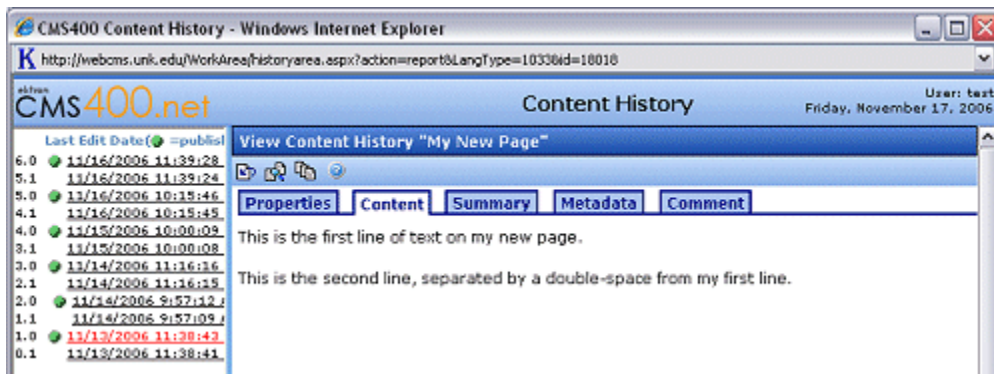 CMS400 Content History - Windows Internet Explorer
http://webcms.unk.edu/WorkArea/historyarea.aspx?action=report&LangType=1033&id=18018
ektron
CMS400.net
Content History
User: test
Friday, November 17, 2006
Last Edit Date( =publisl
View Content History "My New Page"
6.0 11/16/2006 11:39:28
5.1 11/16/2006 11:39:24
5.0 11/16/2006 10:15:46
4.1 11/16/2006 10:15:45
4.0 11/15/2006 10:00:09
3.1 11/15/2006 10:00:08
3.0 11/14/2006 11:16:16
2.1 11/14/2006 11:16:15
2.0 11/14/2006 9:57:12
1.1 11/14/2006 9:57:09
1.0 11/13/2006 11:38:43
0.1 11/13/2006 11:38:41
Properties Content Summary Metadata Comment
This is the first line of text on my new page.
This is the second line, separated by a double-space from my first line.